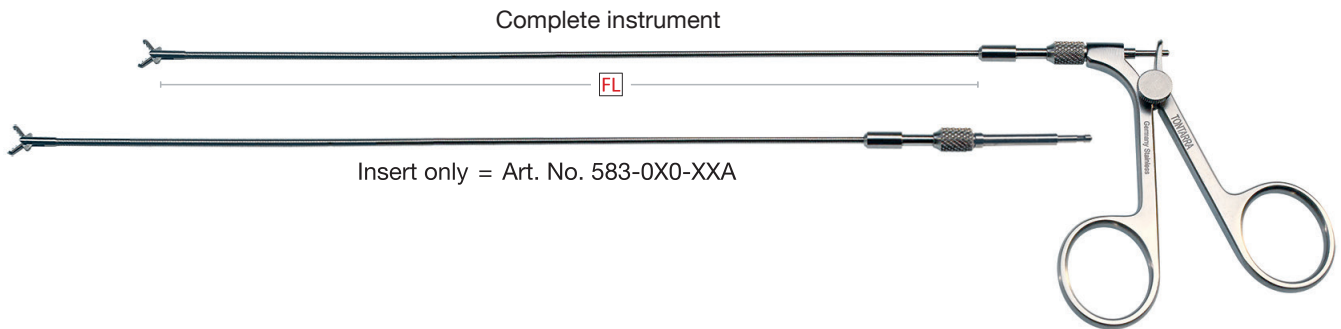 Complete instrument
FL
Insert only = Art. No. 583-0X0-XXA
Germany Stainless
TONTARRA